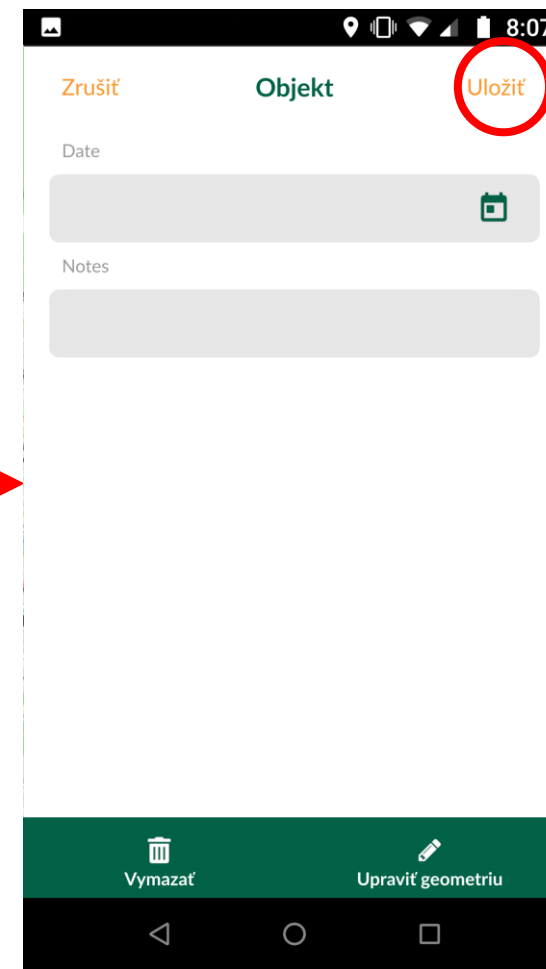 8:07
Zrušiť Objekt Uložiť
Date
Notes
Vymazať Upraviť geometriu